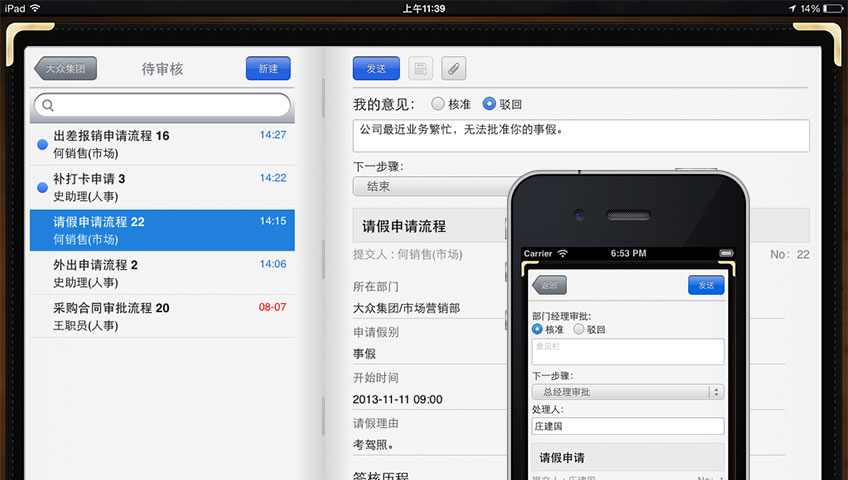 iPad
上午11:39
14%
大众集团
待审核
新建
出差报销申请流程 16
14:27
何销售(市场)
补打卡申请 3
14:22
史助理(人事)
请假申请流程 22
14:15
何销售(市场)
外出申请流程 2
14:06
史助理(人事)
采购合同审批流程 20
08-07
王职员(人事)
发送
我的意见：
核准
驳回
公司最近业务繁忙，无法批准你的事假。
下一步骤：
结束
请假申请流程
提交人：何销售(市场)
No：22
所在部门
大众集团/市场营销部
申请假别
事假
开始时间
2013-11-11 09:00
请假理由
考驾照。
签核历程
Carrier
6:53 PM
返回
发送
部门经理审批:
核准
驳回
意见栏
下一步骤:
总经理审批
处理人:
庄建国
请假申请
提交人：庄建国
No：1